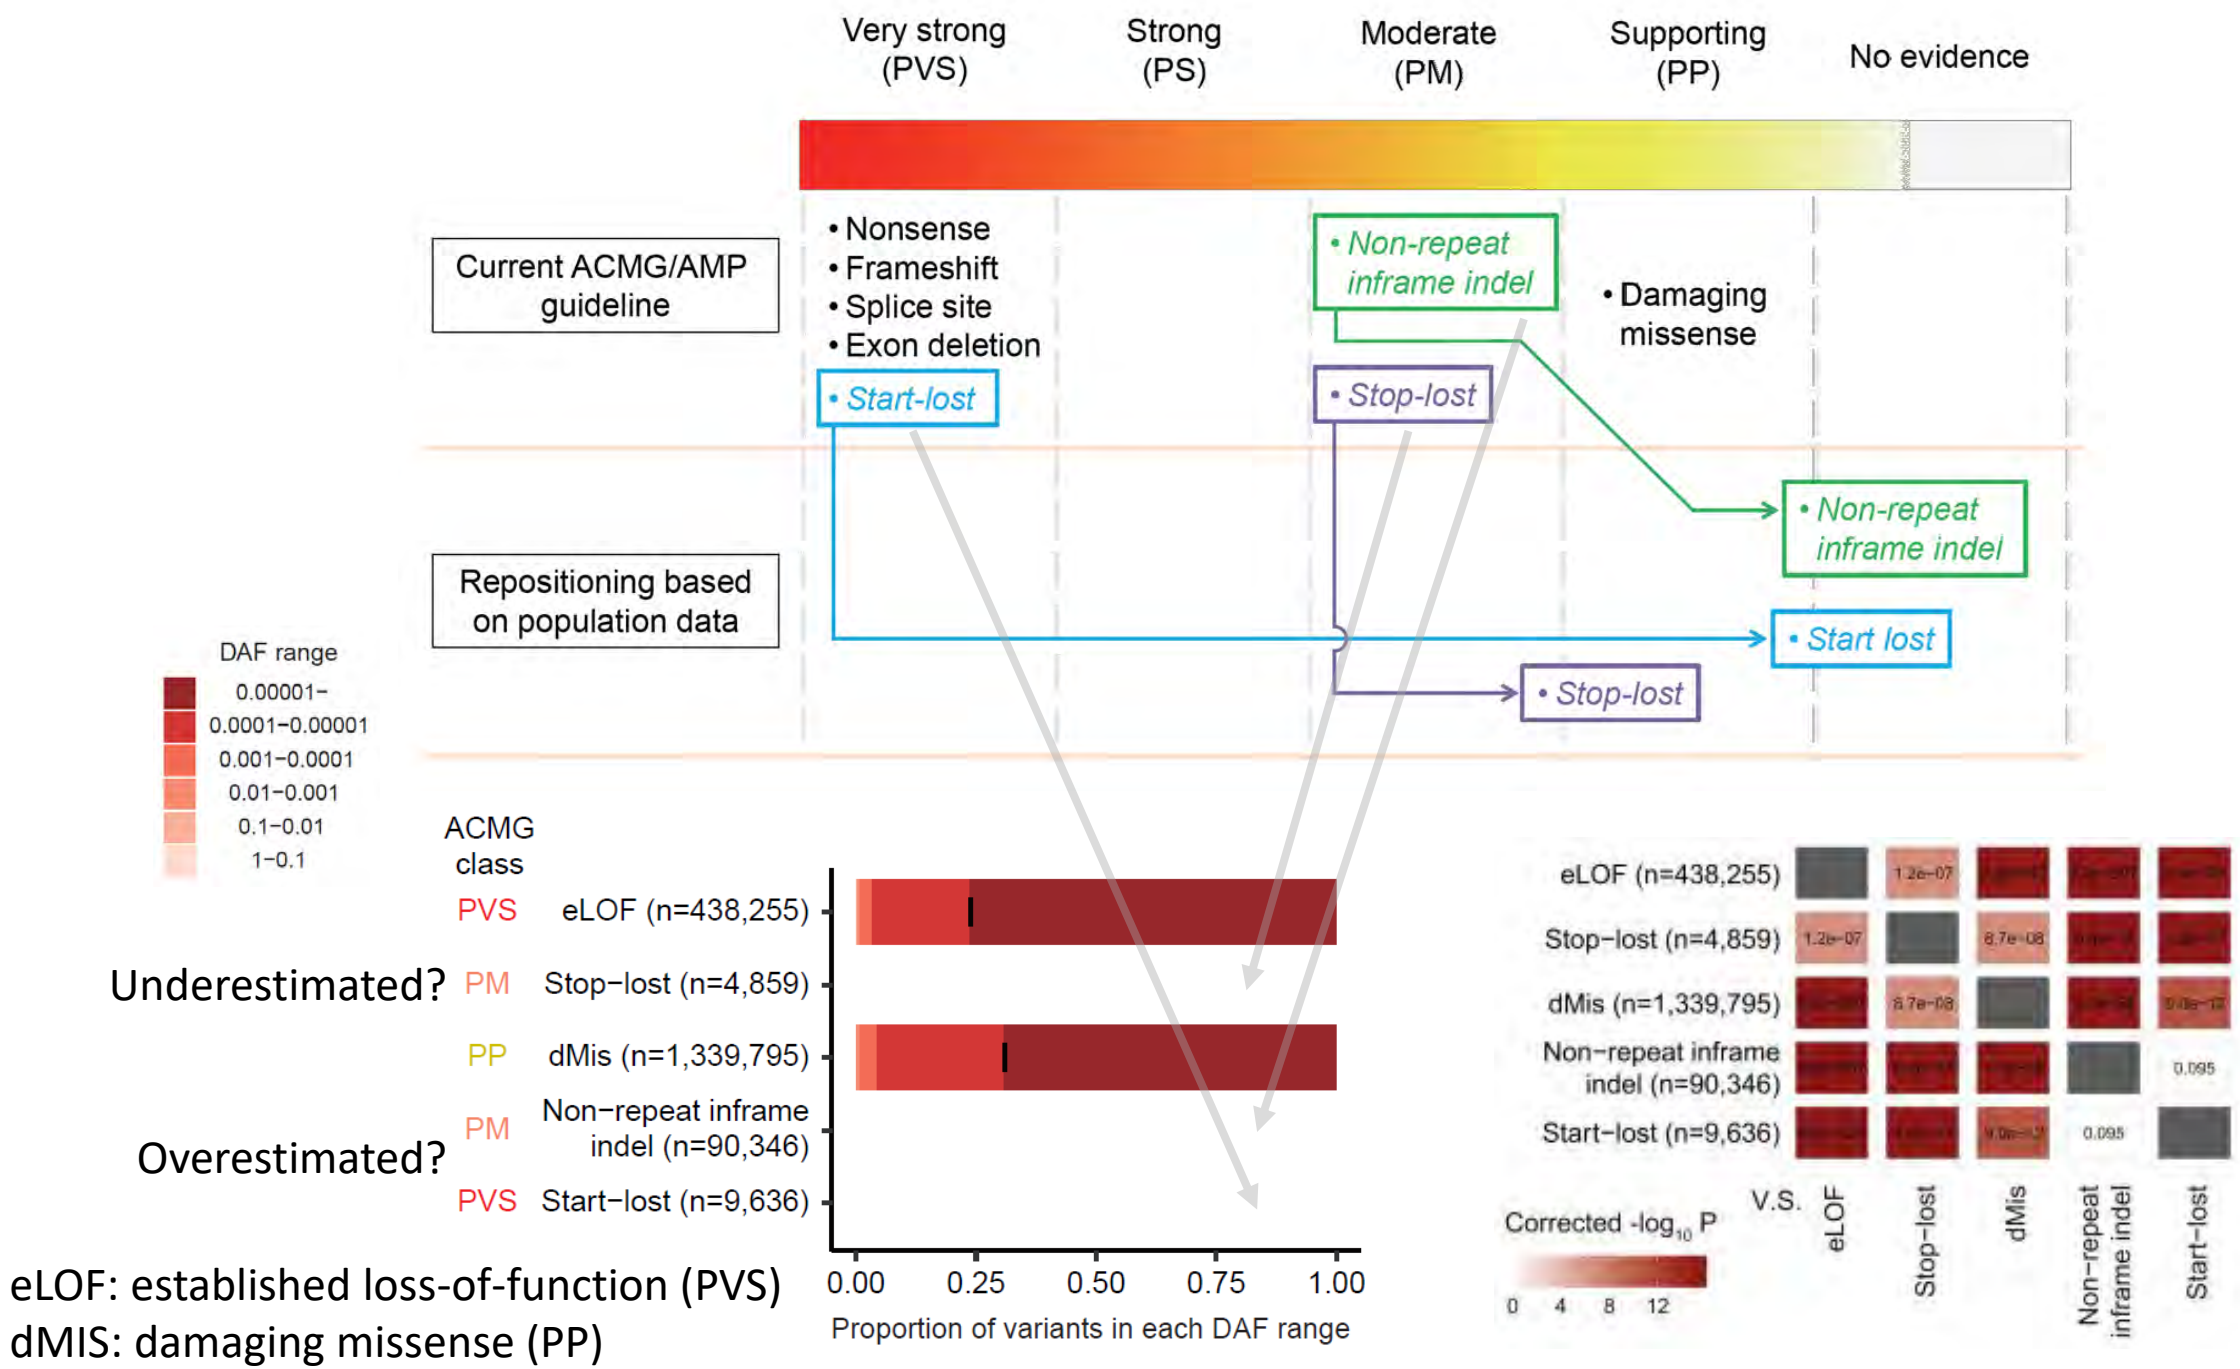 Very strong
(PVS)
Strong
(PS)
Moderate
(PM)
Supporting
(PP)
No evidence
Current ACMG/AMP
guideline
• Nonsense
• Frameshift
• Splice site
• Exon deletion
• Start-lost
• Non-repeat
inframe indel
• Stop-lost
• Damaging
missense
Repositioning based
on population data
• Non-repeat
inframe indel
• Start lost
• Stop-lost
DAF range
0.00001−
0.0001−0.00001
0.001−0.0001
0.01−0.001
0.1−0.01
1−0.1
ACMG
class
PVS eLOF (n=438,255)
Underestimated? PM Stop−lost (n=4,859)
PP dMis (n=1,339,795)
PM Non−repeat inframe
indel (n=90,346)
Overestimated?
PVS Start−lost (n=9,636)
0.00 0.25 0.50 0.75 1.00
Proportion of variants in each DAF range
eLOF: established loss-of-function (PVS)
dMIS: damaging missense (PP)
eLOF (n=438,255) 1.2e−07
Stop−lost (n=4,859) 1.2e−07 8.7e−08
dMis (n=1,339,795) 8.7e−08
Non−repeat inframe
indel (n=90,346) 0.095
Start−lost (n=9,636) 0.095
V.S.
eLOF
Stop−lost
dMis
Non−repeat
inframe indel
Start−lost
Corrected -log10 P
0 4 8 12